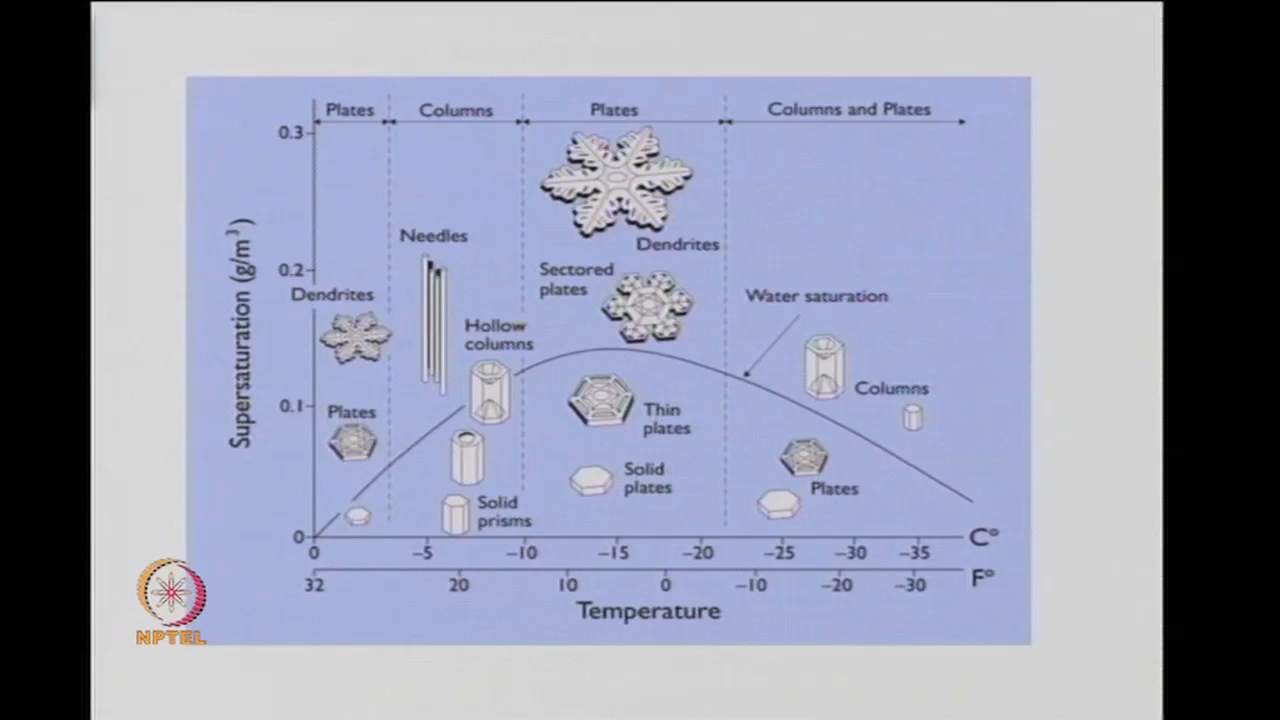 Plates Columns Plates Columns and Plates
0.3
Needles
Dendrites
Sectored
plates
0.2
Dendrites
Water saturation
Hollow
columns
Supersaturation (g/m³)
Columns
0.1
Plates
Thin
plates
Solid
plates
Plates
Solid
prisms
0
C°
0 −5 −10 −15 −20 −25 −30 −35
F°
32 20 10 0 −10 −20 −30
Temperature
NPTEL